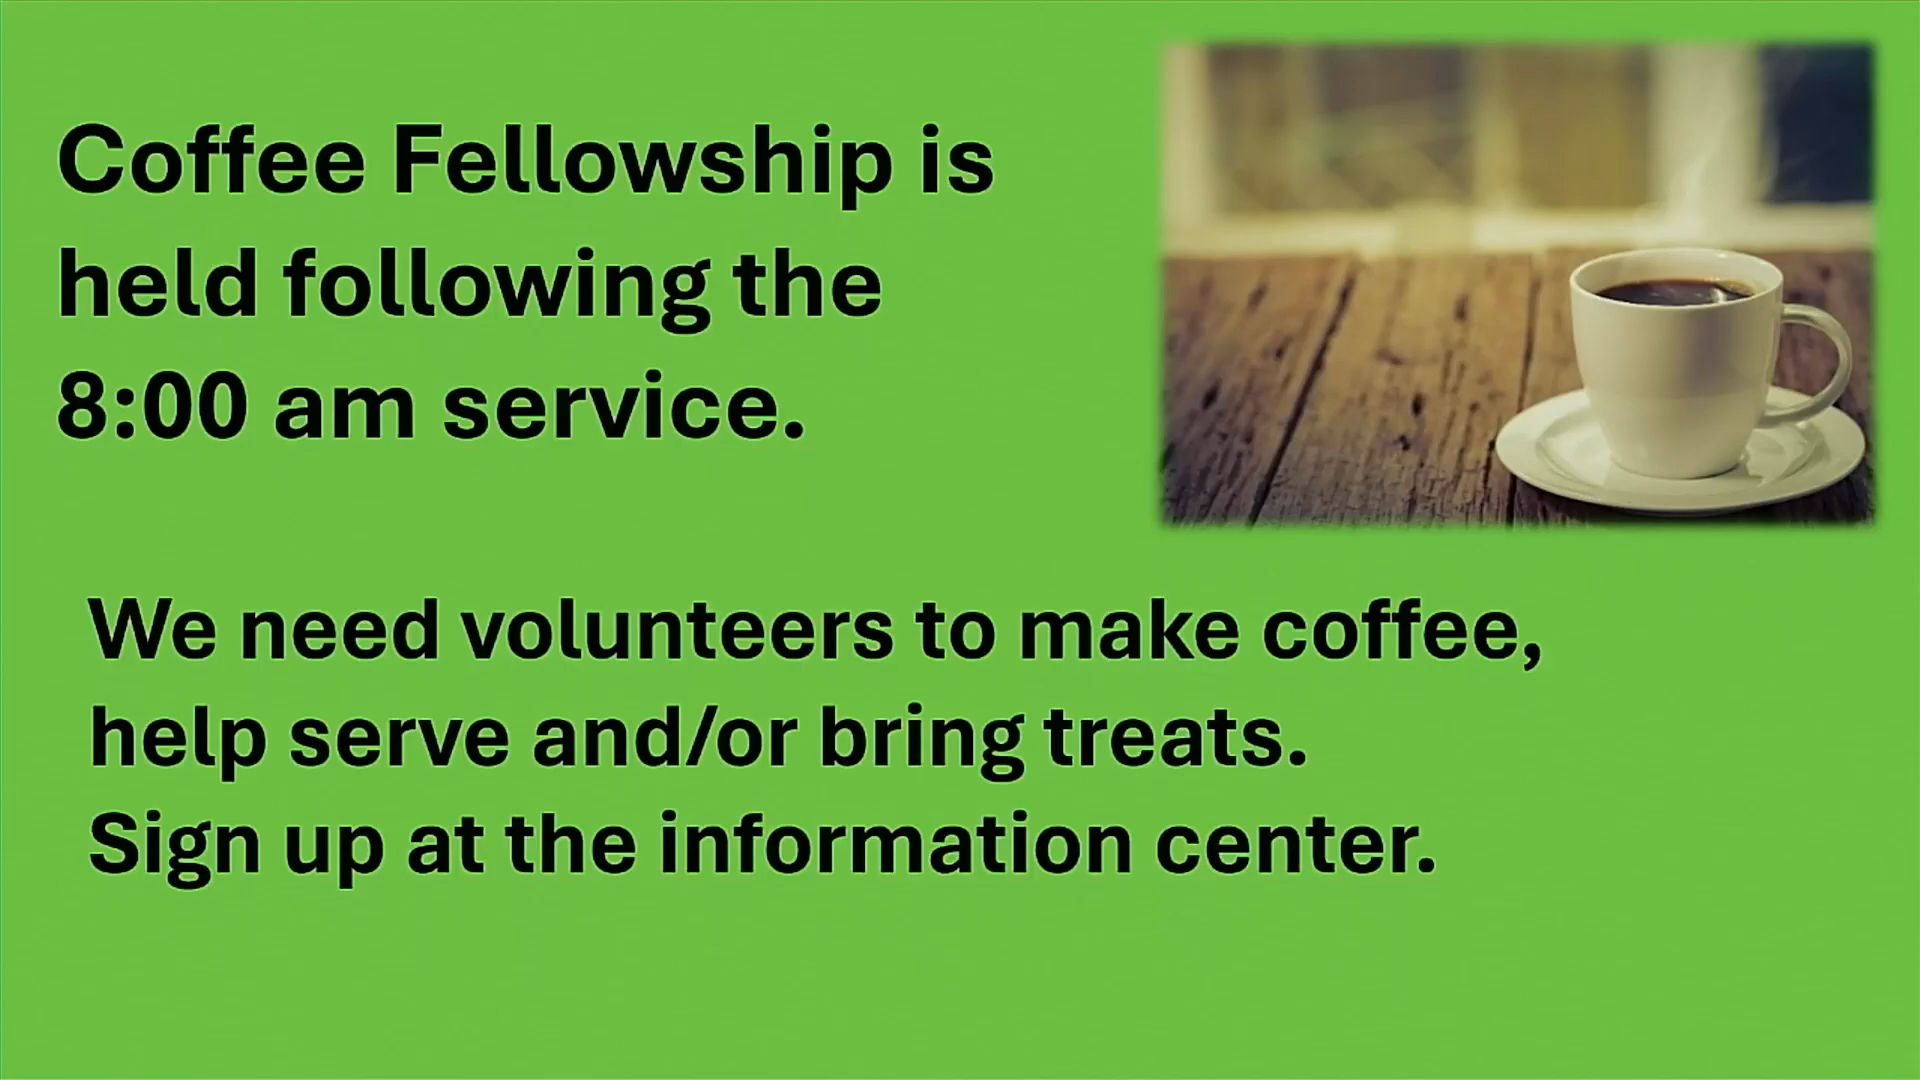 Coffee Fellowship is
held following the
8:00 am service.
We need volunteers to make coffee,
help serve and/or bring treats.
Sign up at the information center.